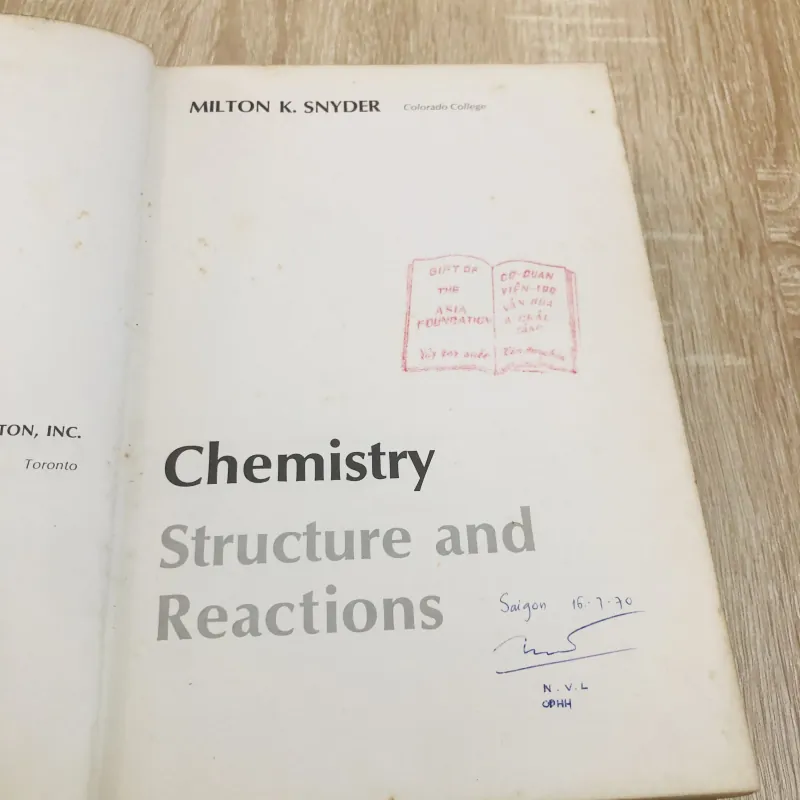 TON, INC.
Toronto
MILTON K. SNYDER Colorado College
GIFT OF
THE
ASIA
FOUNDATION
CƠ-QUAN
VIỆN-TRỢ
VĂN HÓA
Á CHÂU
Chemistry
Structure and
Reactions
Saigon 16.7.70
N.V.L